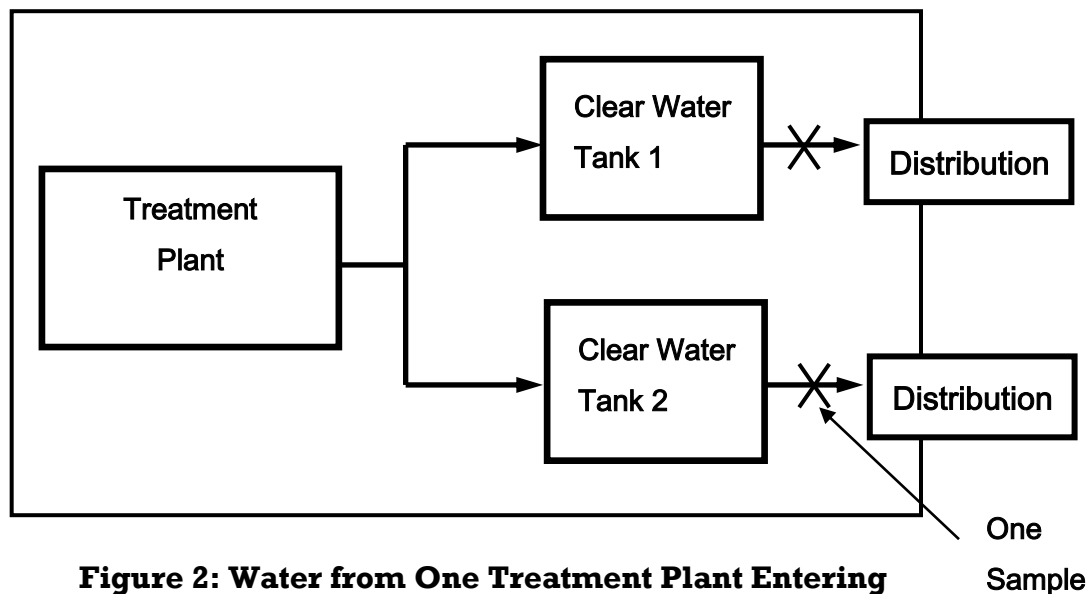 Treatment
Plant
Clear Water
Tank 1
Distribution
Clear Water
Tank 2
Distribution
One
Sample
Figure 2: Water from One Treatment Plant Entering